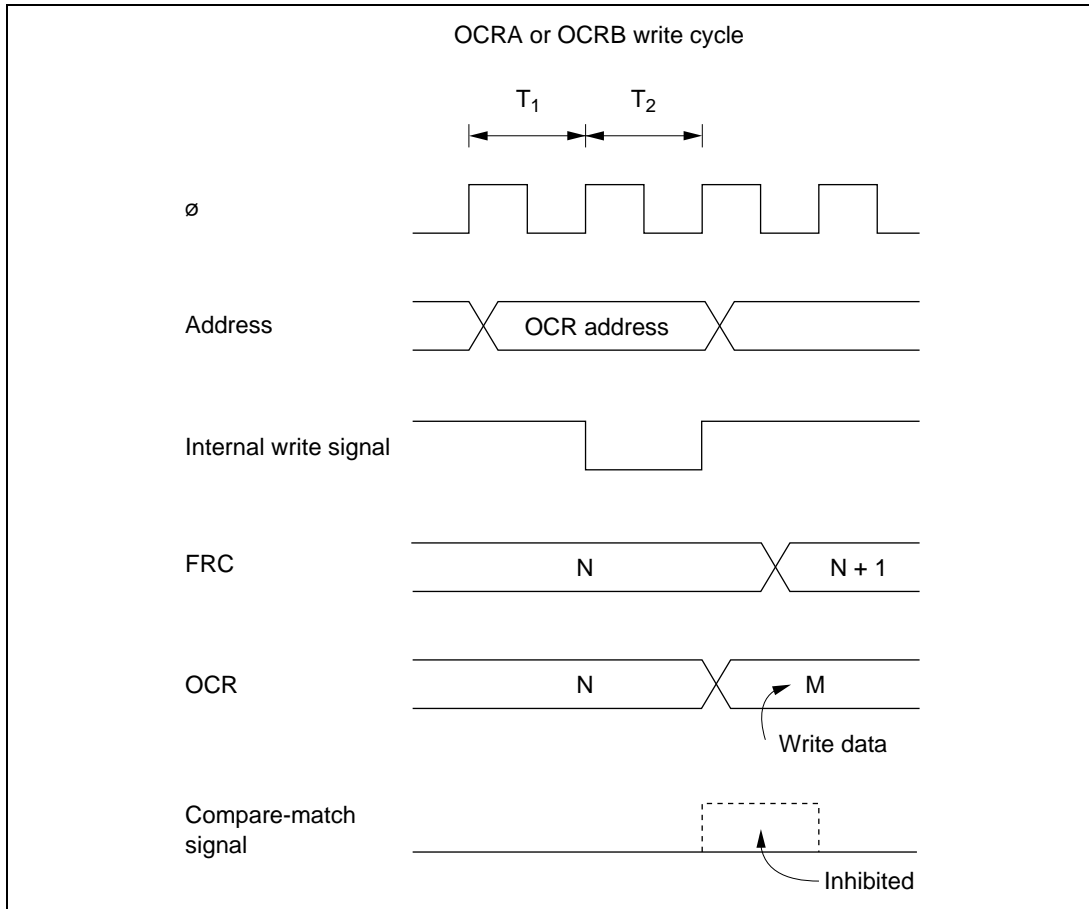 OCRA or OCRB write cycle
T₁ T₂
ø
Address
OCR address
Internal write signal
FRC
N
N + 1
OCR
N
M
Write data
Compare-match
signal
Inhibited